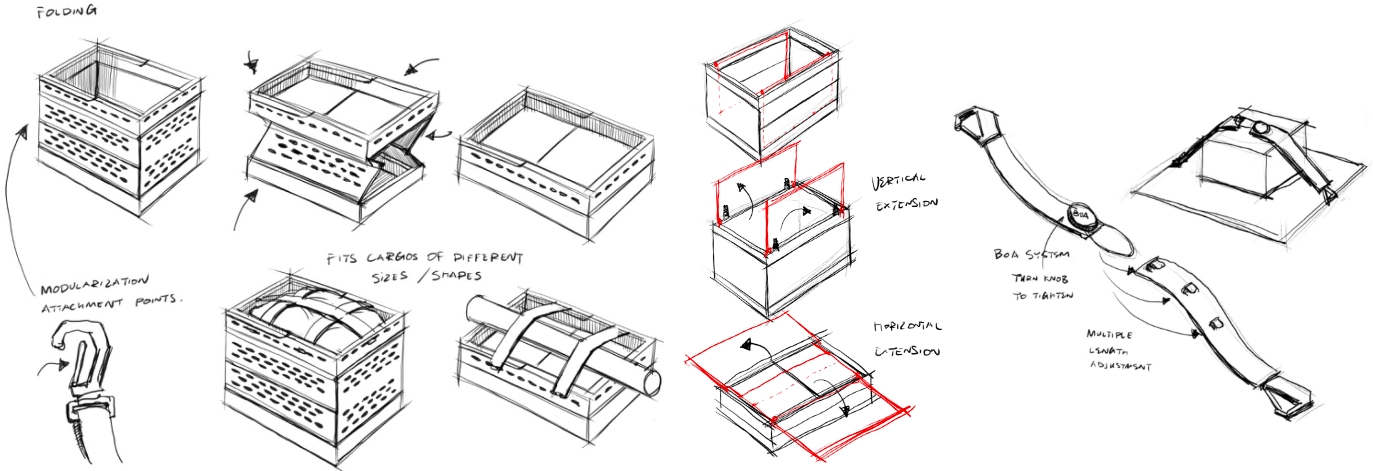 FOLDING
MODULARIZATION
ATTACHMENT POINTS.
FITS CARGOS OF DIFFERENT
SIZES / SHAPES
VERTICAL
EXTENSION
HORIZONTAL
EXTENSION
BOA
BOA SYSTEM
TURN KNOB
TO TIGHTEN
MULTIPLE
LENGTH
ADJUSTMENT